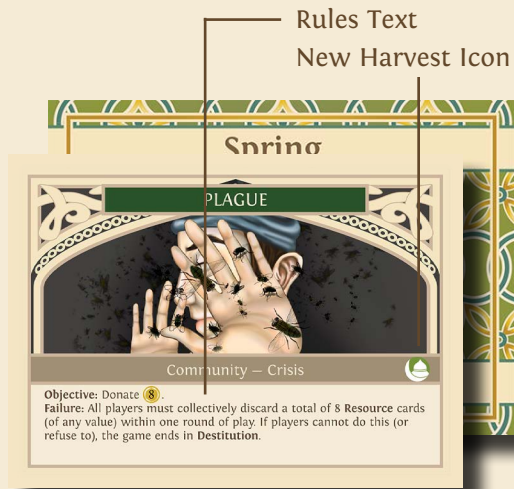 Rules Text
New Harvest Icon
Spring
PLAGUE
Community – Crisis
Objective: Donate 8.
Failure: All players must collectively discard a total of 8 Resource cards
(of any value) within one round of play. If players cannot do this (or
refuse to), the game ends in Destitution.